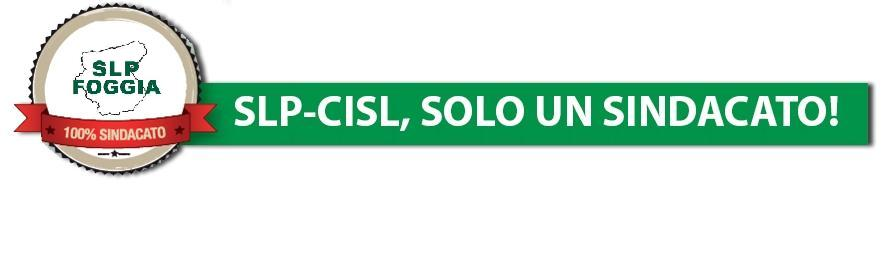 SLP
FOGGIA
100% SINDACATO
SLP-CISL, SOLO UN SINDACATO!